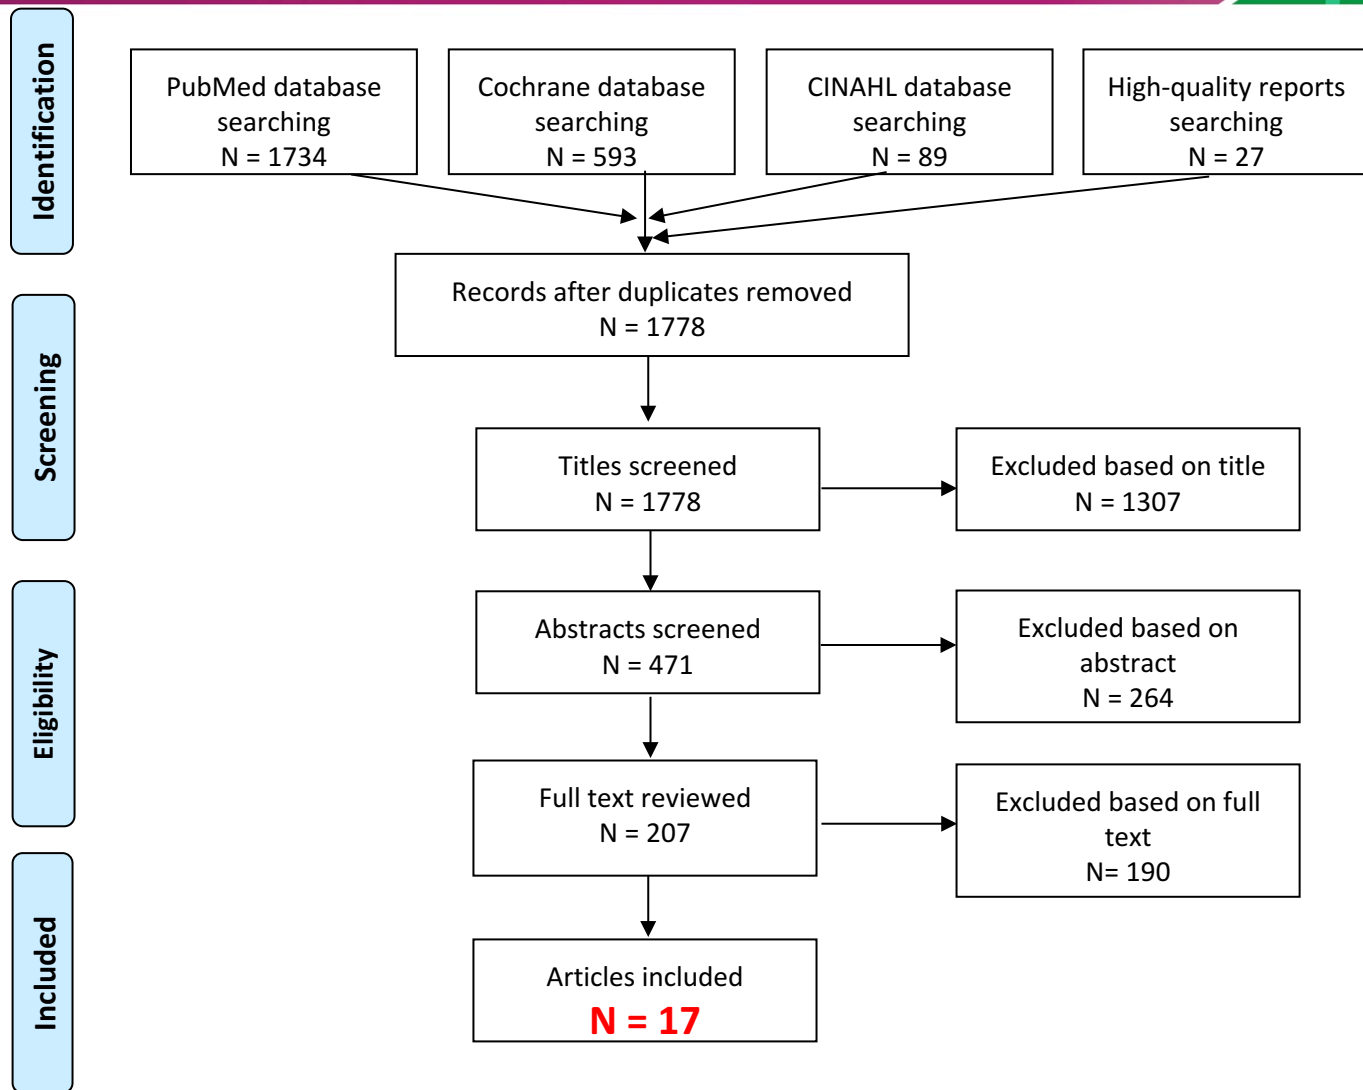 Identification
PubMed database
searching
N = 1734
Cochrane database
searching
N = 593
CINAHL database
searching
N = 89
High-quality reports
searching
N = 27
Records after duplicates removed
N = 1778
Screening
Titles screened
N = 1778
Excluded based on title
N = 1307
Eligibility
Abstracts screened
N = 471
Excluded based on
abstract
N = 264
Full text reviewed
N = 207
Excluded based on full
text
N= 190
Included
Articles included
N = 17